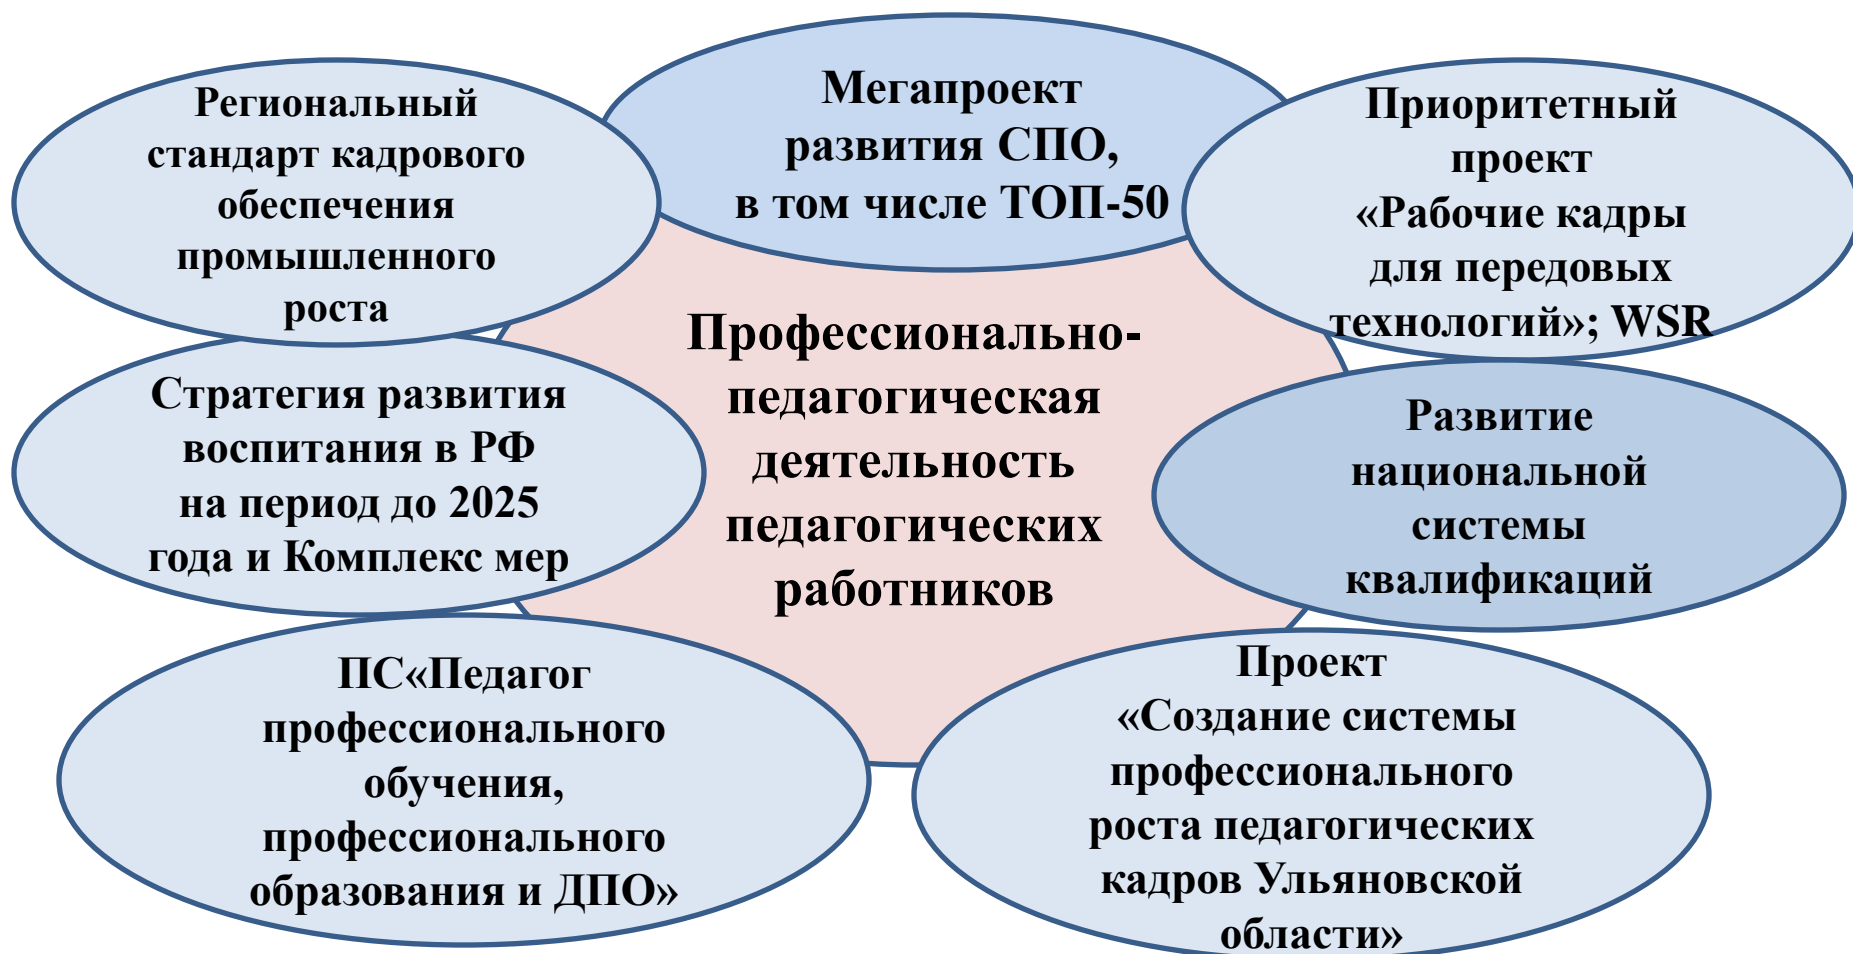 Региональный
стандарт кадрового
обеспечения
промышленного
роста
Мегапроект
развития СПО,
в том числе ТОП-50
Приоритетный
проект
«Рабочие кадры
для передовых
технологий»; WSR
Профессионально-
педагогическая
деятельность
педагогических
работников
Стратегия развития
воспитания в РФ
на период до 2025
года и Комплекс мер
Развитие
национальной
системы
квалификаций
ПС«Педагог
профессионального
обучения,
профессионального
образования и ДПО»
Проект
«Создание системы
профессионального
роста педагогических
кадров Ульяновской
области»